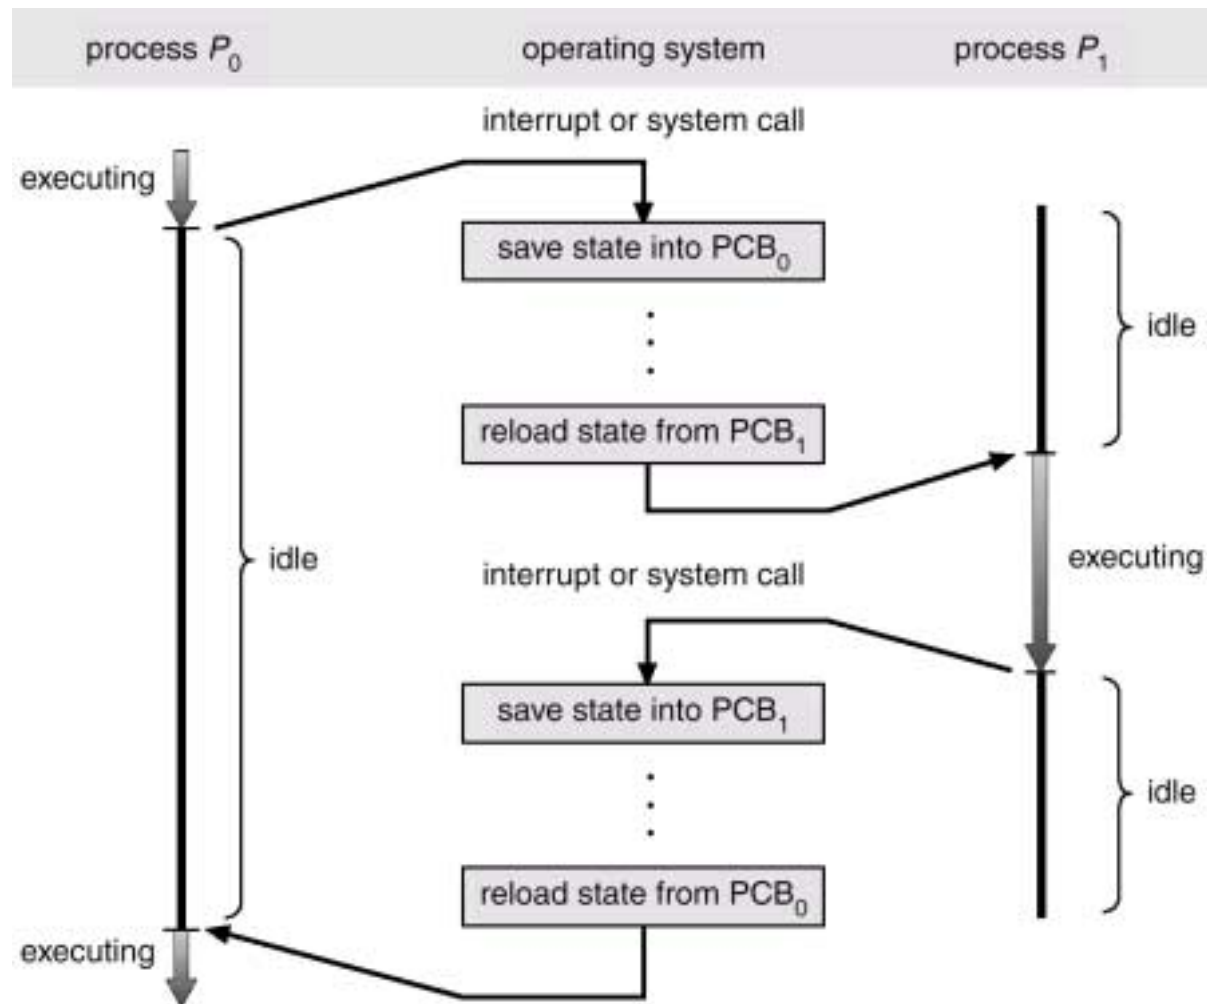 process P0
operating system
process P1
interrupt or system call
executing
save state into PCB0
idle
reload state from PCB1
idle
interrupt or system call
executing
save state into PCB1
idle
reload state from PCB0
executing